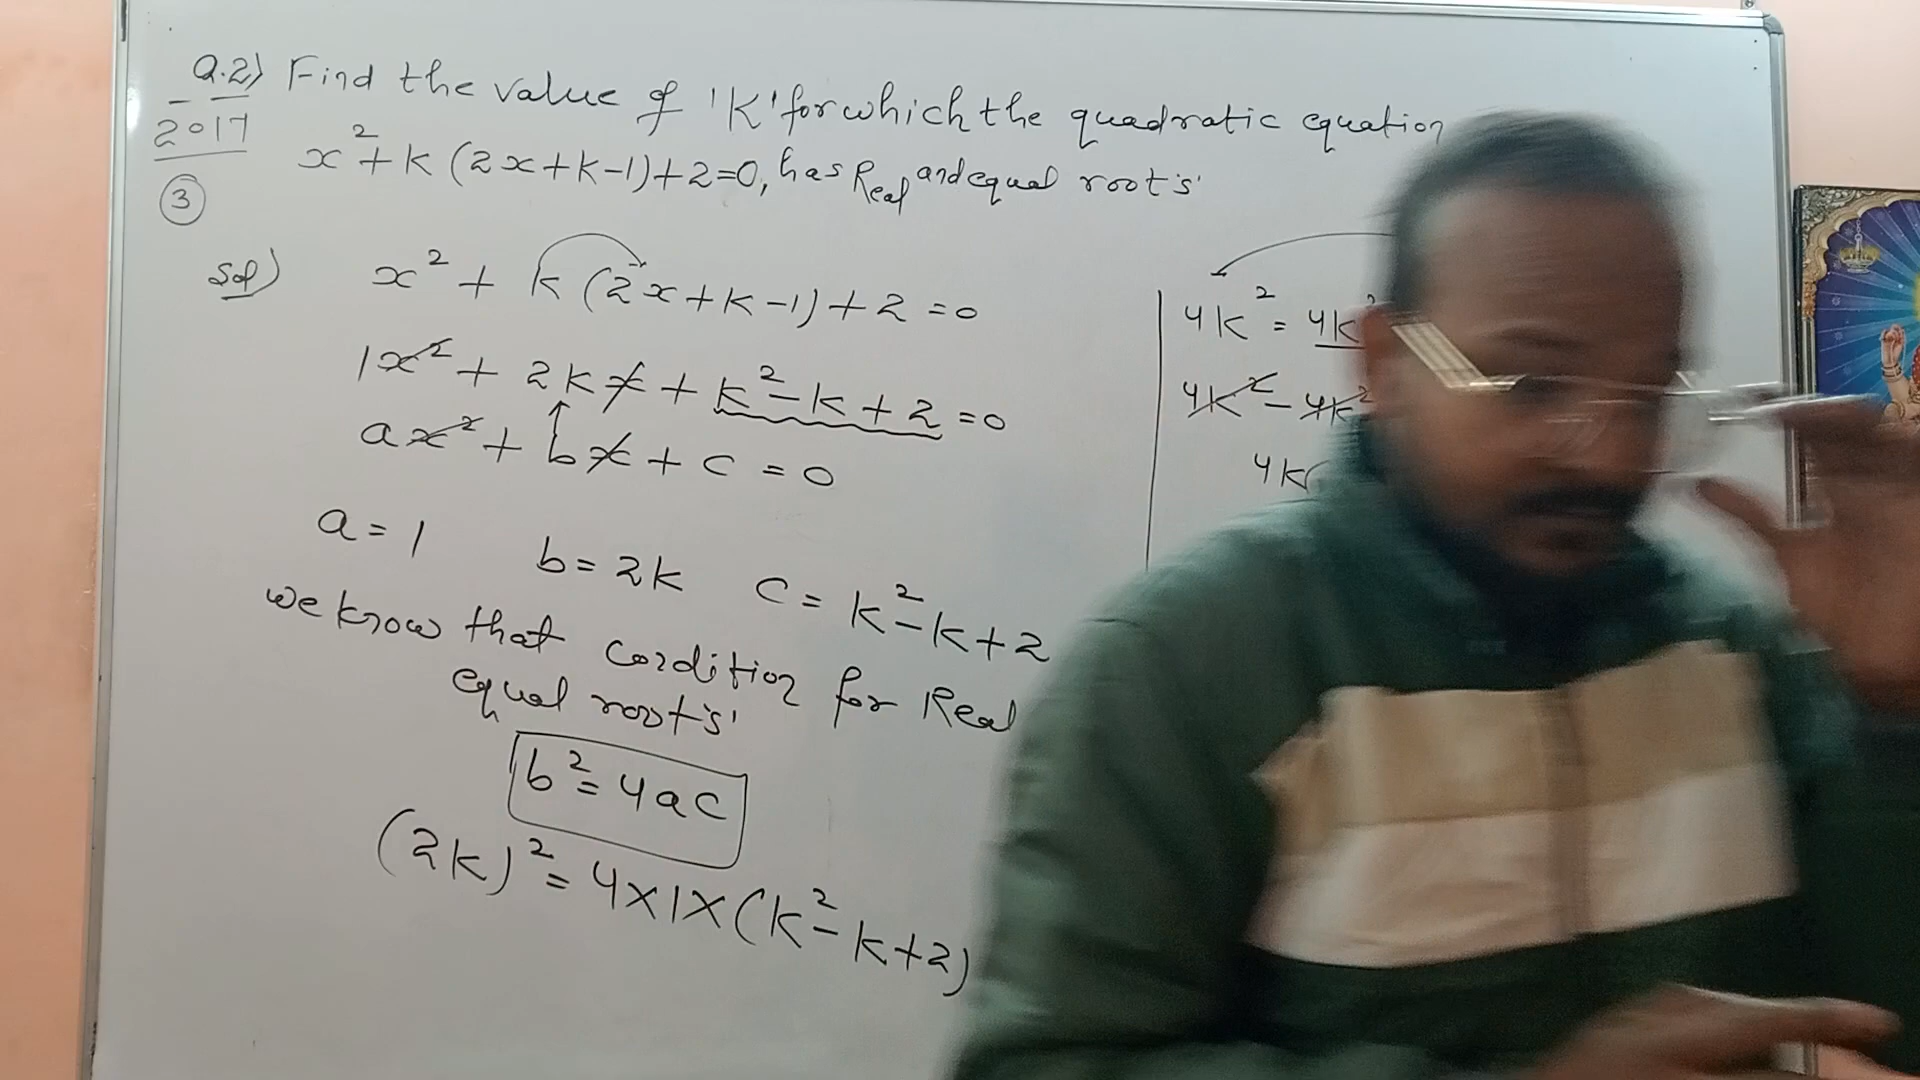 Q.2) Find the value of 'K' for which the quadratic equation
2017
x² + K (2x+K-1)+2=0, has Real and equal root's'
3
Sol) x² + k (2x+k-1)+2=0
1x² + 2kx + k²-k+2=0
ax² + bx + c = 0
a=1 b=2k c=k²-k+2
we know that condition for Real
equal root's'
b²=4ac
(2k)²=4×1×(k²-k+2)
4k²=4k²
4k²-4k²
4k(